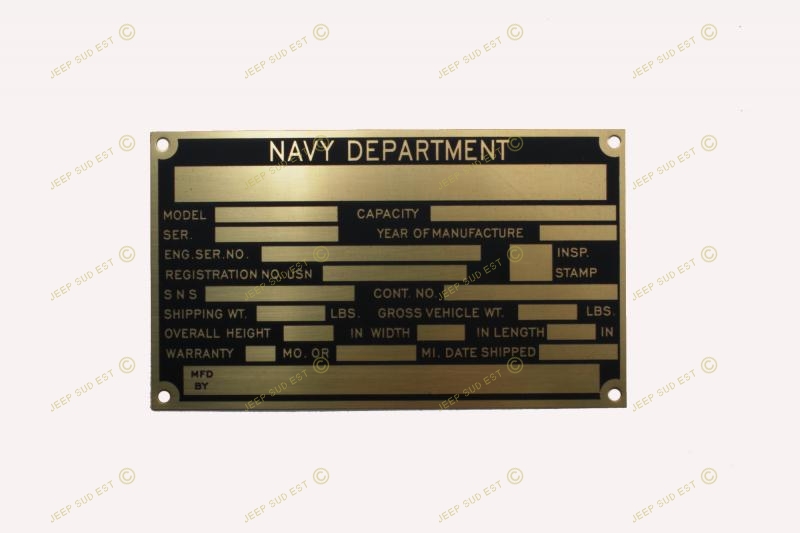 NAVY DEPARTMENT
MODEL CAPACITY
SER. YEAR OF MANUFACTURE
ENG.SER.NO. INSP.
REGISTRATION NO. USN STAMP
SNS CONT. NO.
SHIPPING WT. LBS. GROSS VEHICLE WT. LBS.
OVERALL HEIGHT IN WIDTH IN LENGTH IN
WARRANTY MO. OR MI. DATE SHIPPED
MFD
BY
JEEP SUD EST ©